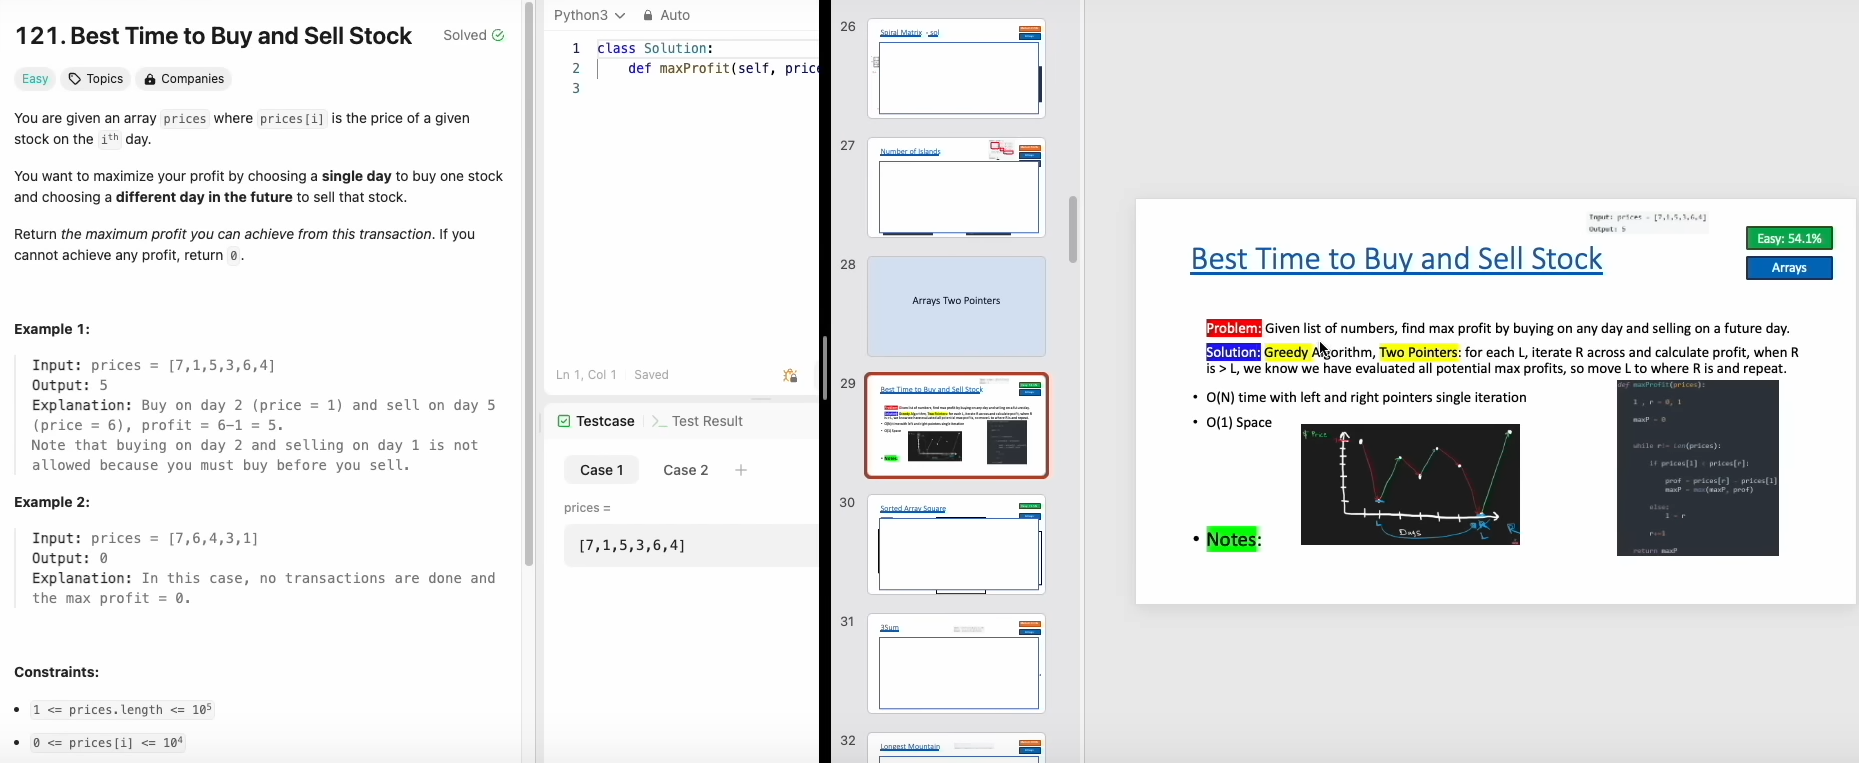 121. Best Time to Buy and Sell Stock
Solved
Easy
Topics
Companies
You are given an array prices where prices[i] is the price of a given
stock on the ith day.
You want to maximize your profit by choosing a single day to buy one stock
and choosing a different day in the future to sell that stock.
Return the maximum profit you can achieve from this transaction. If you
cannot achieve any profit, return 0.
Example 1:
Input: prices = [7,1,5,3,6,4]
Output: 5
Explanation: Buy on day 2 (price = 1) and sell on day 5
(price = 6), profit = 6-1 = 5.
Note that buying on day 2 and selling on day 1 is not
allowed because you must buy before you sell.
Example 2:
Input: prices = [7,6,4,3,1]
Output: 0
Explanation: In this case, no transactions are done and
the max profit = 0.
Constraints:
1 <= prices.length <= 10⁵
0 <= prices[i] <= 10⁴
Python3
Auto
1 class Solution:
2 def maxProfit(self, price
3
Ln 1, Col 1
Saved
Testcase
Test Result
Case 1
Case 2
prices =
[7,1,5,3,6,4]
26
Spiral Matrix - sol
27
Number of Islands
28
Arrays Two Pointers
29
Best Time to Buy and Sell Stock
30
Sorted Array Square
31
3Sum
32
Longest Mountain
Input: prices = [7,1,5,3,6,4]
Output: 5
Best Time to Buy and Sell Stock
Easy: 54.1%
Arrays
Problem: Given list of numbers, find max profit by buying on any day and selling on a future day.
Solution: Greedy Algorithm, Two Pointers: for each L, iterate R across and calculate profit, when R
is > L, we know we have evaluated all potential max profits, so move L to where R is and repeat.
• O(N) time with left and right pointers single iteration
• O(1) Space
$ Price
Days
L
R
• Notes:
def maxProfit(prices):
l , r = 0, 1
maxP = 0
while r != len(prices):
if prices[l] < prices[r]:
prof = prices[r] - prices[l]
maxP = max(maxP, prof)
else:
l = r
r+=1
return maxP